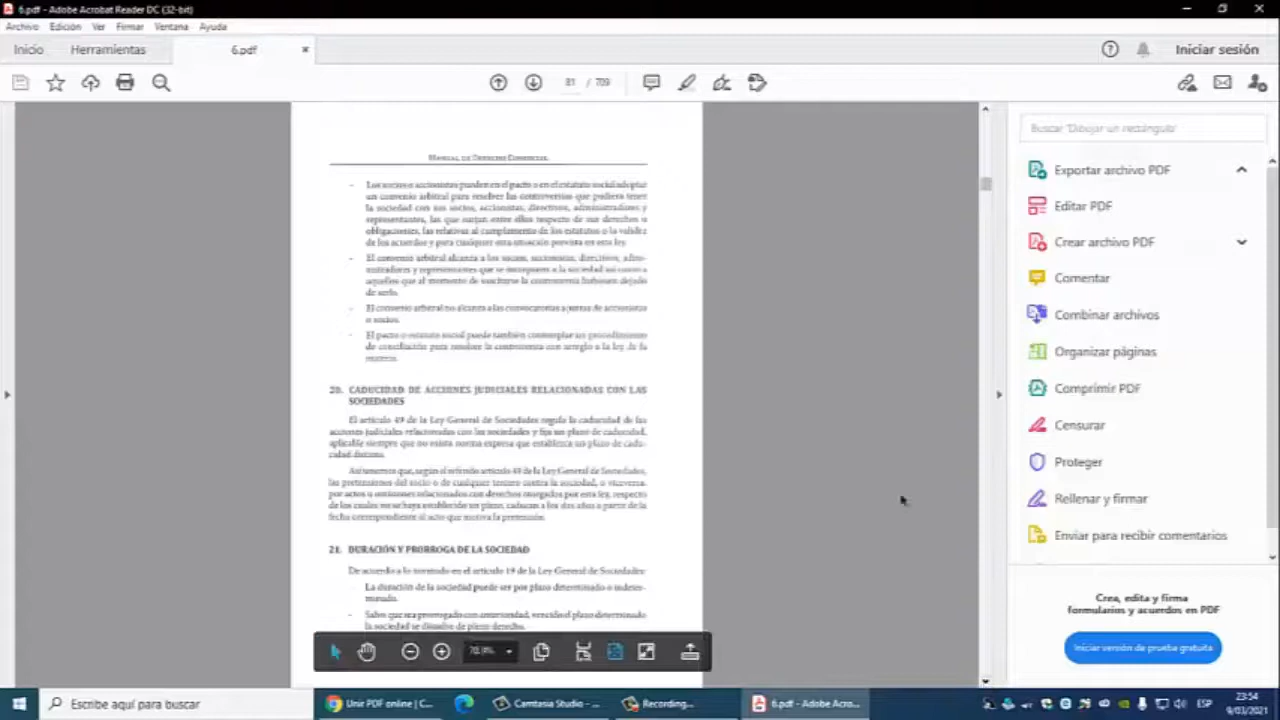 6.pdf - Adobe Acrobat Reader DC (32-bit)
Archivo Edición Ver Firmar Ventana Ayuda
Inicio Herramientas 6.pdf × Iniciar sesión
81 / 709
Buscar 'Dibujar un rectángulo'
MANUAL DE DERECHO COMERCIAL
- Los socios o accionistas pueden en el pacto o en el estatuto social adoptar
un convenio arbitral para resolver las controversias que pudiera tener
la sociedad con sus socios, accionistas, directivos, administradores y
representantes, las que surjan entre ellos respecto de sus derechos u
obligaciones, las relativas al cumplimiento de los estatutos o la validez
de los acuerdos y para cualquier otra situación prevista en esta ley.
- El convenio arbitral alcanza a los socios, accionistas, directivos, admi-
nistradores y representantes que se incorporen a la sociedad así como a
aquellos que al momento de suscitarse la controversia hubiesen dejado
de serlo.
- El convenio arbitral no alcanza a las convocatorias a juntas de accionistas
o socios.
- El pacto o estatuto social puede también contemplar un procedimiento
de conciliación para resolver la controversia con arreglo a la ley de la
materia.
20. CADUCIDAD DE ACCIONES JUDICIALES RELACIONADAS CON LAS
SOCIEDADES
El artículo 49 de la Ley General de Sociedades regula la caducidad de las
acciones judiciales relacionadas con las sociedades y fija un plazo de caducidad,
aplicable siempre que no exista norma expresa que establezca un plazo de cadu-
cidad distinto.
Así tenemos que, según el referido artículo 49 de la Ley General de Sociedades,
las pretensiones del socio o de cualquier tercero contra la sociedad, o viceversa,
por actos u omisiones relacionados con derechos otorgados por esta ley, respecto
de los cuales no se haya establecido un plazo, caducan a los dos años a partir de la
fecha correspondiente al acto que motiva la pretensión.
21. DURACIÓN Y PRORROGA DE LA SOCIEDAD
De acuerdo a lo normado en el artículo 19 de la Ley General de Sociedades:
La duración de la sociedad puede ser por plazo determinado o indeter-
minado.
- Salvo que sea prorrogado con anterioridad, vencido el plazo determinado
la sociedad se disuelve de pleno derecho.
70.8%
Exportar archivo PDF
Editar PDF
Crear archivo PDF
Comentar
Combinar archivos
Organizar páginas
Comprimir PDF
Censurar
Proteger
Rellenar y firmar
Enviar para recibir comentarios
Crea, edita y firma
formularios y acuerdos en PDF
Iniciar versión de prueba gratuita
Escribe aquí para buscar
Unir PDF online | C...
Camtasia Studio - ...
Recording...
6.pdf - Adobe Acro...
ESP
23:54
9/03/2021